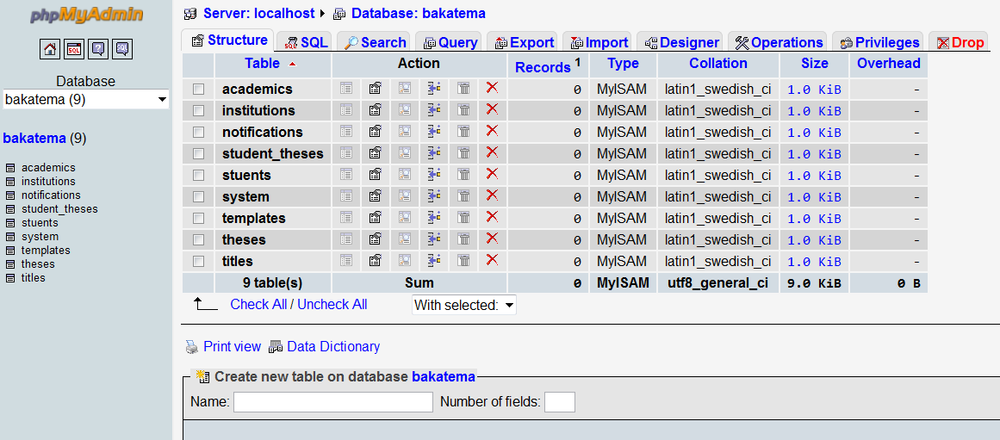 phpMyAdmin
SQL
SQL
Database
bakatema (9)
bakatema (9)
academics
institutions
notifications
student_theses
stuents
system
templates
theses
titles
Server: localhost Database: bakatema
Structure SQL Search Query Export Import Designer Operations Privileges Drop
Table Action Records 1 Type Collation Size Overhead
academics 0 MyISAM latin1_swedish_ci 1.0 KiB -
institutions 0 MyISAM latin1_swedish_ci 1.0 KiB -
notifications 0 MyISAM latin1_swedish_ci 1.0 KiB -
student_theses 0 MyISAM latin1_swedish_ci 1.0 KiB -
stuents 0 MyISAM latin1_swedish_ci 1.0 KiB -
system 0 MyISAM latin1_swedish_ci 1.0 KiB -
templates 0 MyISAM latin1_swedish_ci 1.0 KiB -
theses 0 MyISAM latin1_swedish_ci 1.0 KiB -
titles 0 MyISAM latin1_swedish_ci 1.0 KiB -
9 table(s) Sum 0 MyISAM utf8_general_ci 9.0 KiB 0 B
Check All / Uncheck All With selected:
Print view Data Dictionary
Create new table on database bakatema
Name: Number of fields: